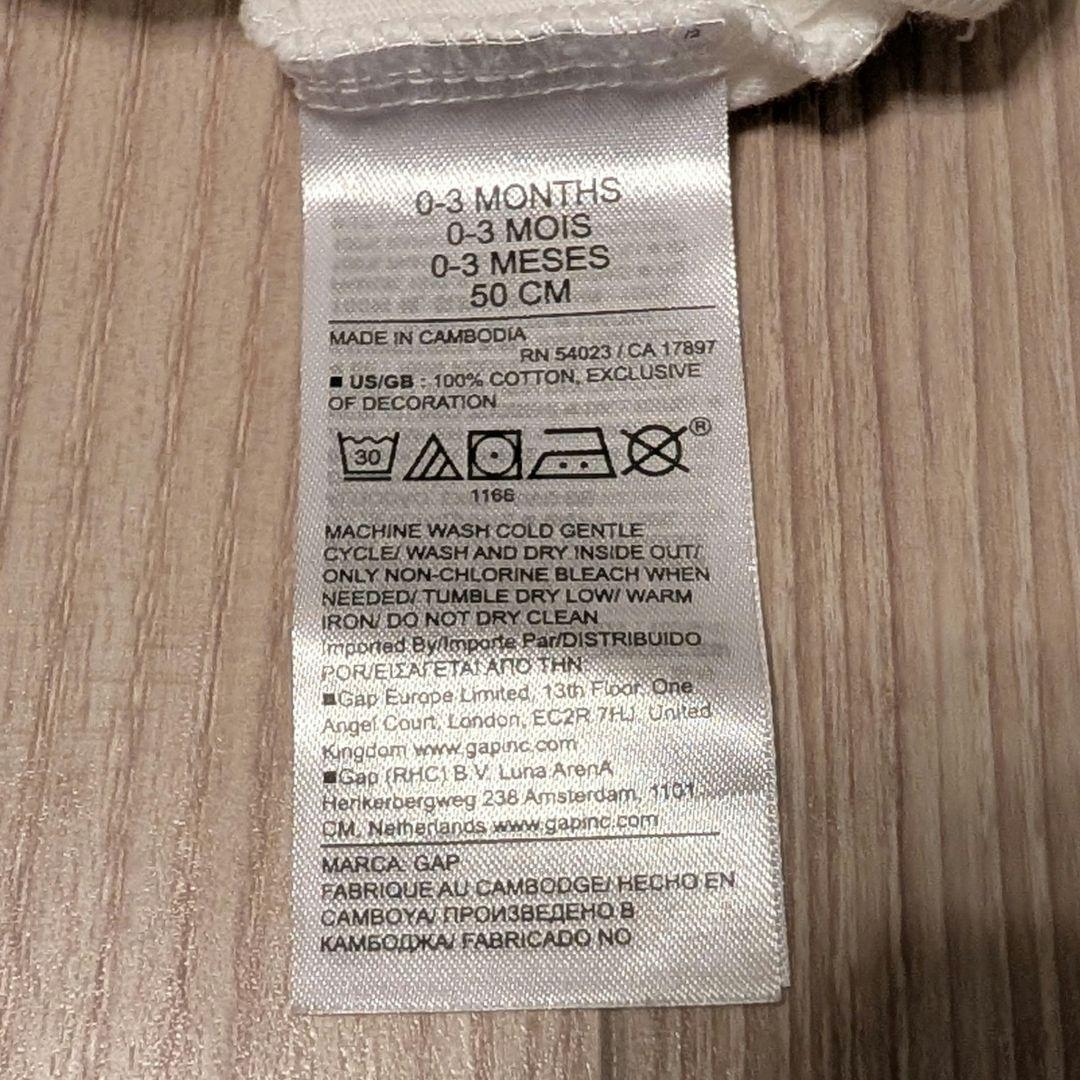 0-3 MONTHS
0-3 MOIS
0-3 MESES
50 CM
MADE IN CAMBODIA
RN 54023 / CA 17897
■ US/GB : 100% COTTON, EXCLUSIVE
OF DECORATION
30
®
1166
MACHINE WASH COLD GENTLE
CYCLE/ WASH AND DRY INSIDE OUT/
ONLY NON-CHLORINE BLEACH WHEN
NEEDED/ TUMBLE DRY LOW/ WARM
IRON/ DO NOT DRY CLEAN
Imported By/Importe Par/DISTRIBUIDO
POR/ΕΙΣΑΓΕΤΑΙ ΑΠΟ ΤΗΝ
■Gap Europe Limited, 13th Floor, One
Angel Court, London, EC2R 7HJ, United
Kingdom www.gapinc.com
■Gap (RHC) B.V. Luna ArenA
Herikerbergweg 238 Amsterdam, 1101
CM, Netherlands www.gapinc.com
MARCA: GAP
FABRIQUE AU CAMBODGE/ HECHO EN
CAMBOYA/ ПРОИЗВЕДЕНО В
КАМБОДЖА/ FABRICADO NO